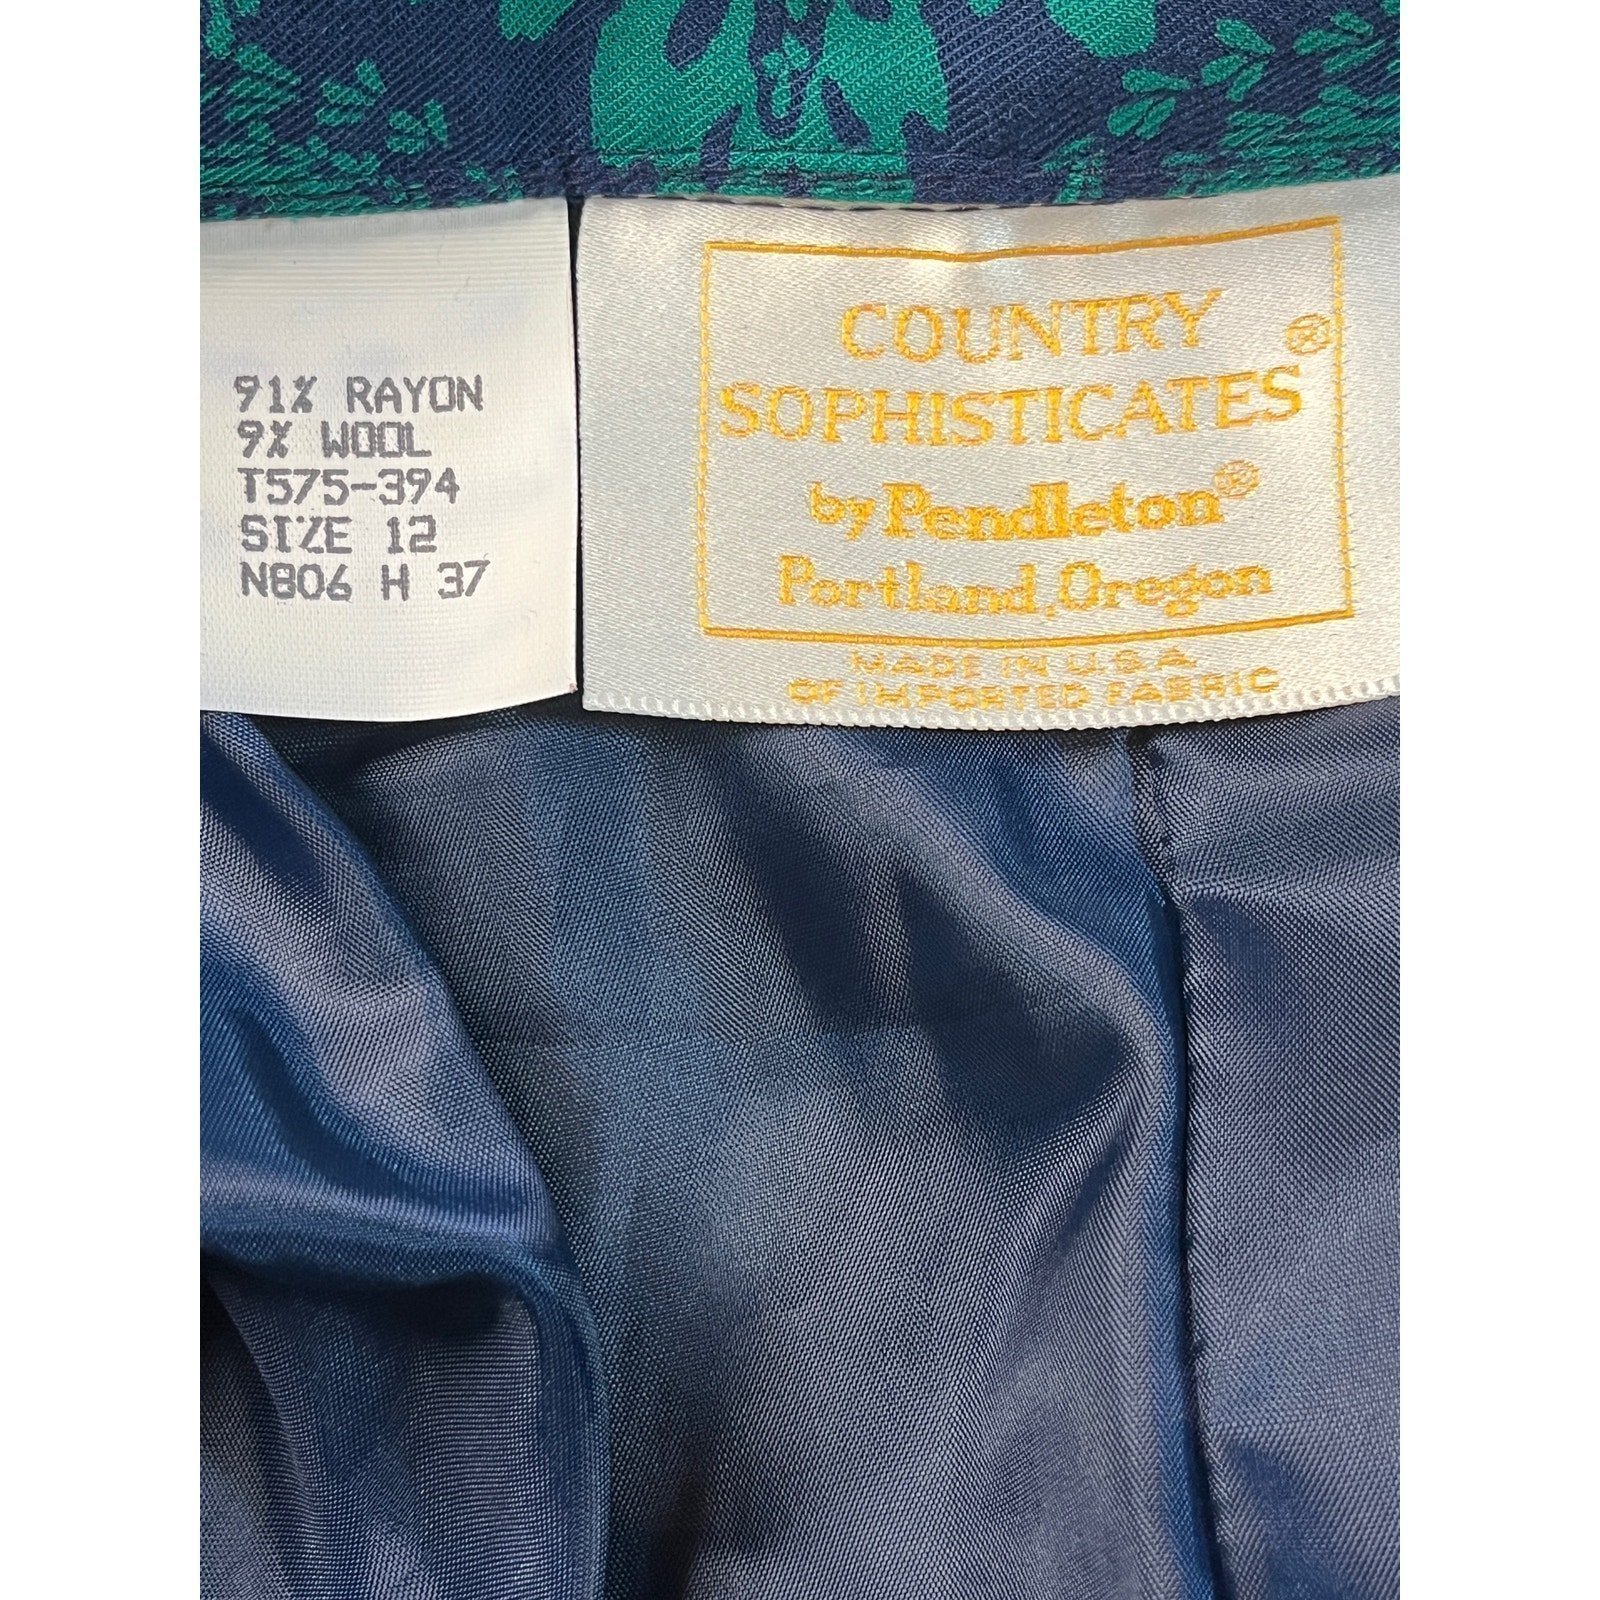 91% RAYON
9% WOOL
T575-394
SIZE 12
N806 H 37
COUNTRY
SOPHISTICATES®
by Pendleton®
Portland, Oregon
MADE IN U.S.A.
OF IMPORTED FABRIC